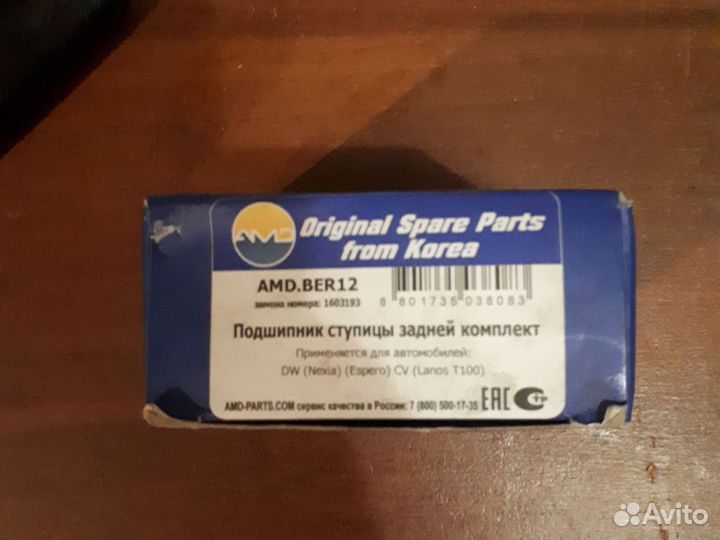 AMD
Original Spare Parts
from Korea
AMD.BER12
замена номера: 1603193
8 801735 038083
Подшипник ступицы задней комплект
Применяется для автомобилей:
DW (Nexia) (Espero) CV (Lanos T100)
AMD-PARTS.COM сервис качества в России: 7 (800) 500-17-35
EAC
Avito